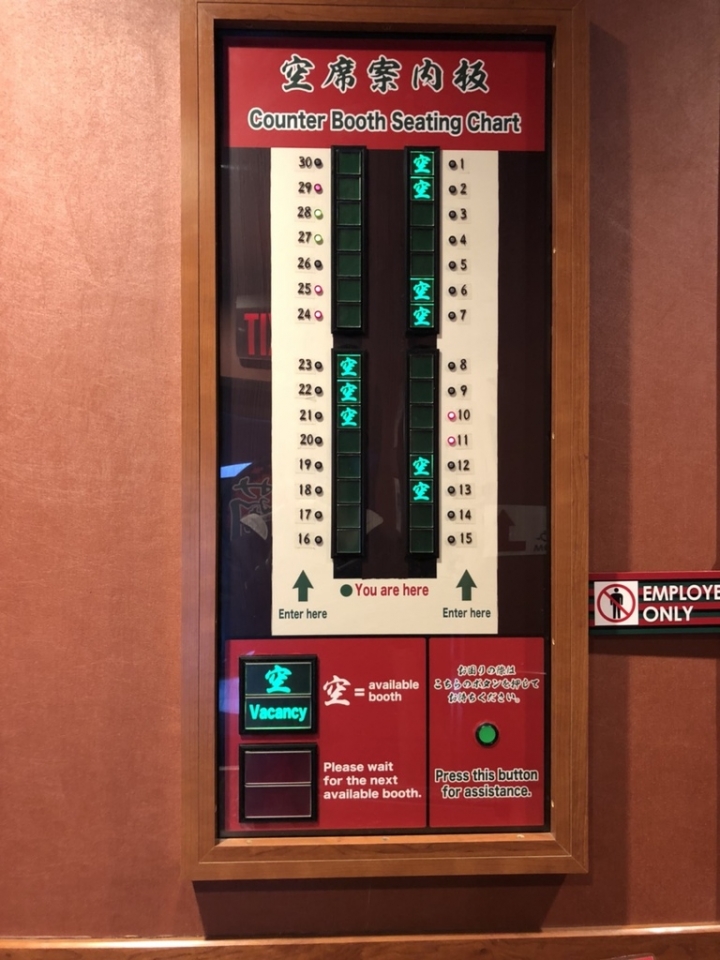 空席案内板
Counter Booth Seating Chart
30 空 1
29 空 2
28 3
27 4
26 5
25 空 6
24 空 7
23 空 8
22 空 9
21 空 10
20 11
19 空 12
18 空 13
17 14
16 15
You are here
Enter here Enter here
空
Vacancy
空 = available
booth
Please wait
for the next
available booth.
お困りの際は
こちらのボタンを押して
お待ちください。
Press this button
for assistance.
ONLY